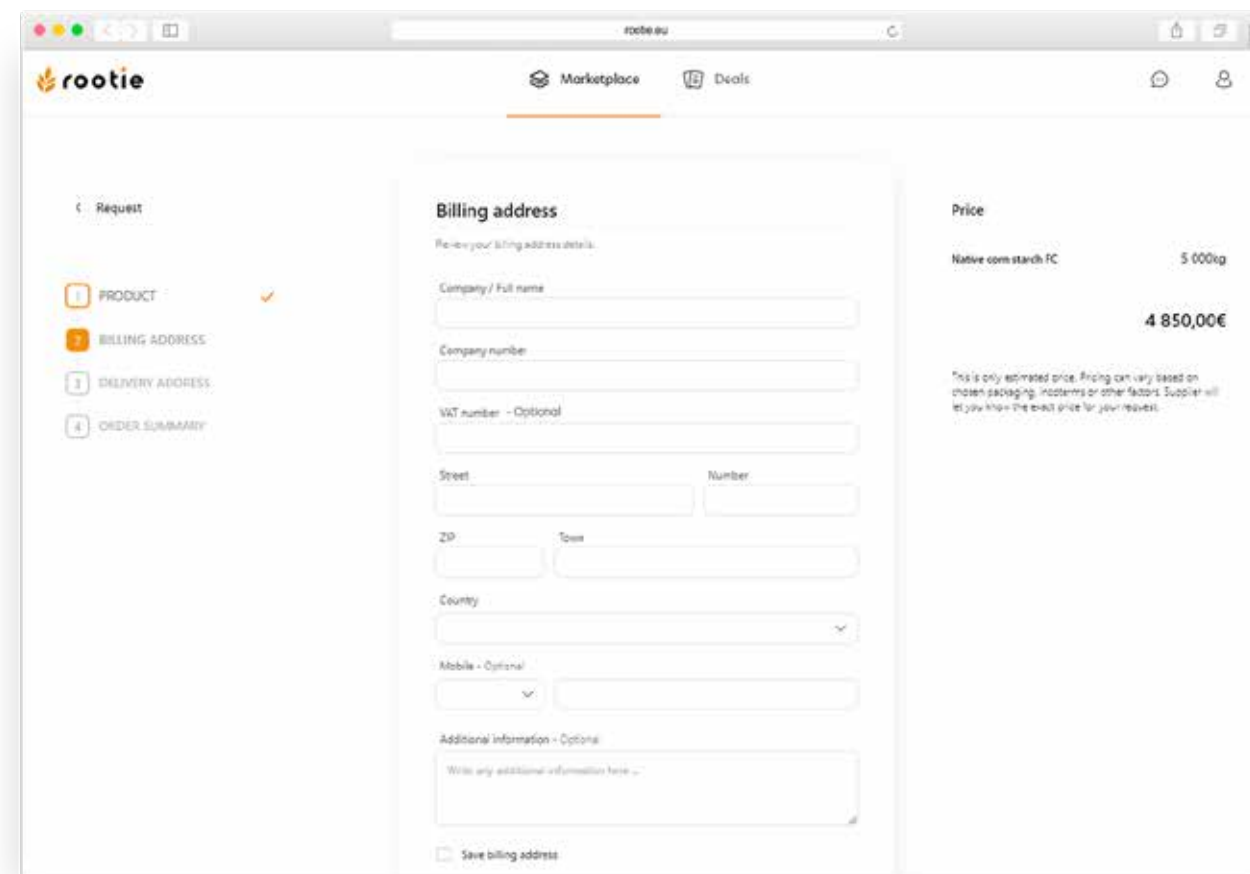 rootie.eu
rootie
Marketplace
Deals
Request
1 PRODUCT
2 BILLING ADDRESS
3 DELIVERY ADDRESS
4 ORDER SUMMARY
Billing address
Review your billing address details.
Company / Full name
Company number
VAT number - Optional
Street Number
ZIP Town
Country
Mobile - Optional
Additional information - Optional
Write any additional information here ...
Save billing address
Price
Native corn starch FC 5 000kg
4 850,00€
This is only estimated price. Pricing can vary based on
chosen packaging, incoterms or other factors. Supplier will
let you know the exact price for your request.